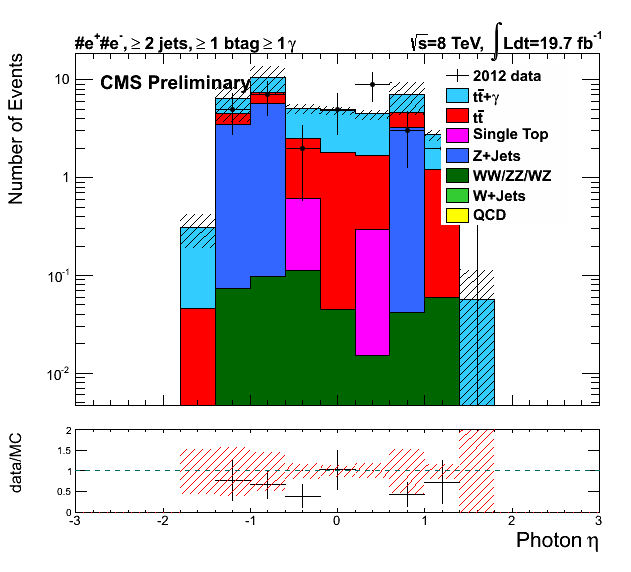 #e⁺#e⁻, ≥ 2 jets, ≥ 1 btag ≥ 1 γ
√s=8 TeV, ∫Ldt=19.7 fb⁻¹
CMS Preliminary
Number of Events
10
1
10⁻¹
10⁻²
2012 data
tt̄+γ
tt̄
Single Top
Z+Jets
WW/ZZ/WZ
W+Jets
QCD
data/MC
2
1.5
1
0.5
0
-3 -2 -1 0 1 2 3
Photon η